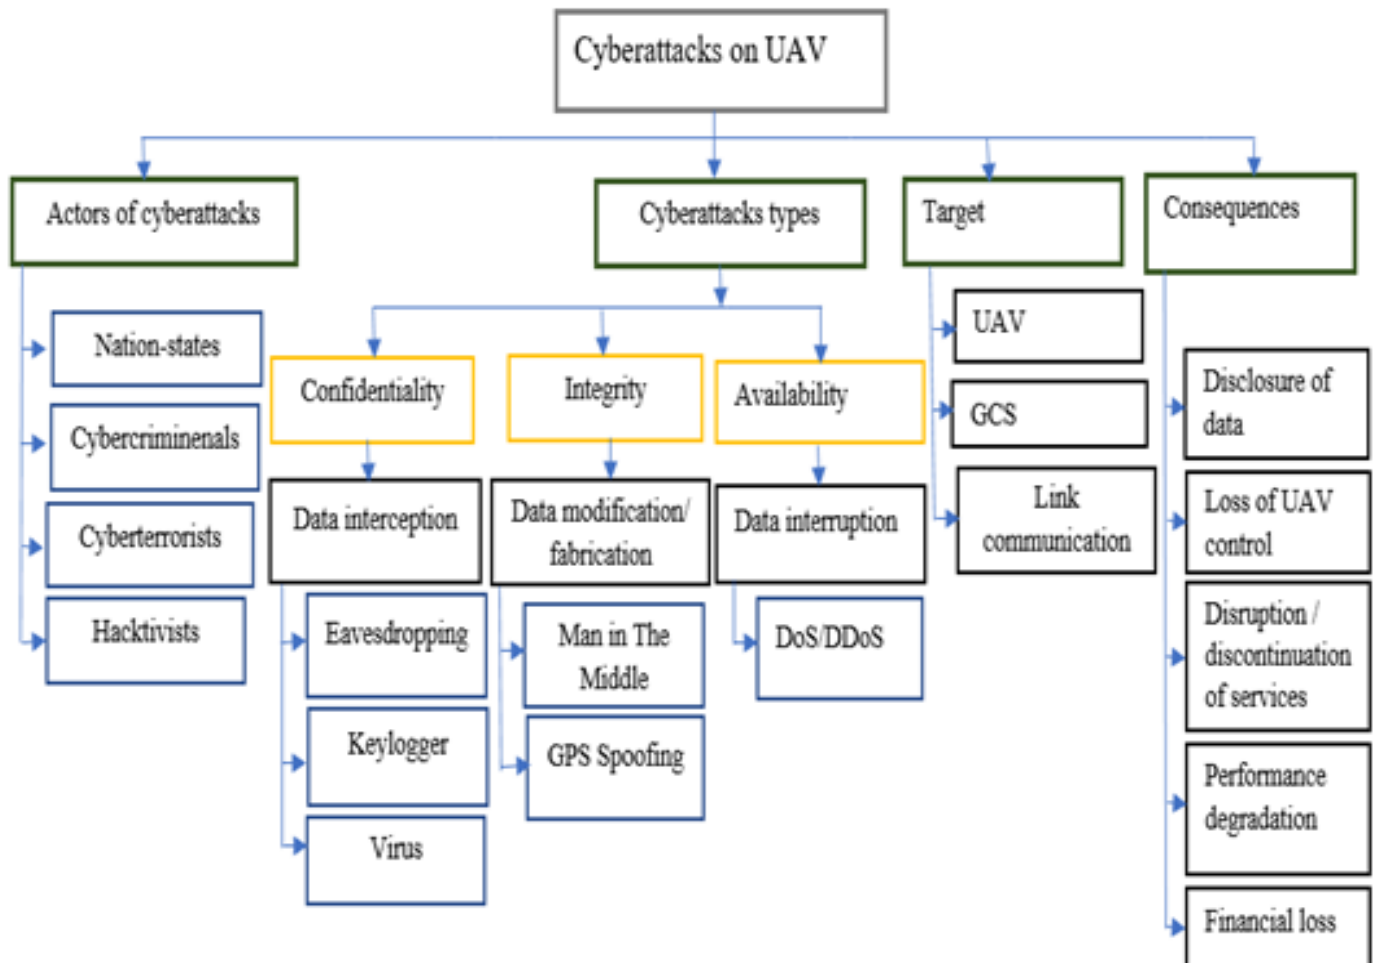 Cyberattacks on UAV
Actors of cyberattacks
Cyberattacks types
Target
Consequences
Nation-states
Cybercriminenals
Cyberterrorists
Hacktivists
Confidentiality
Integrity
Availability
Data interception
Data modification/
fabrication
Data interruption
Eavesdropping
Keylogger
Virus
Man in The
Middle
GPS Spoofing
DoS/DDoS
UAV
GCS
Link
communication
Disclosure of
data
Loss of UAV
control
Disruption /
discontinuation
of services
Performance
degradation
Financial loss